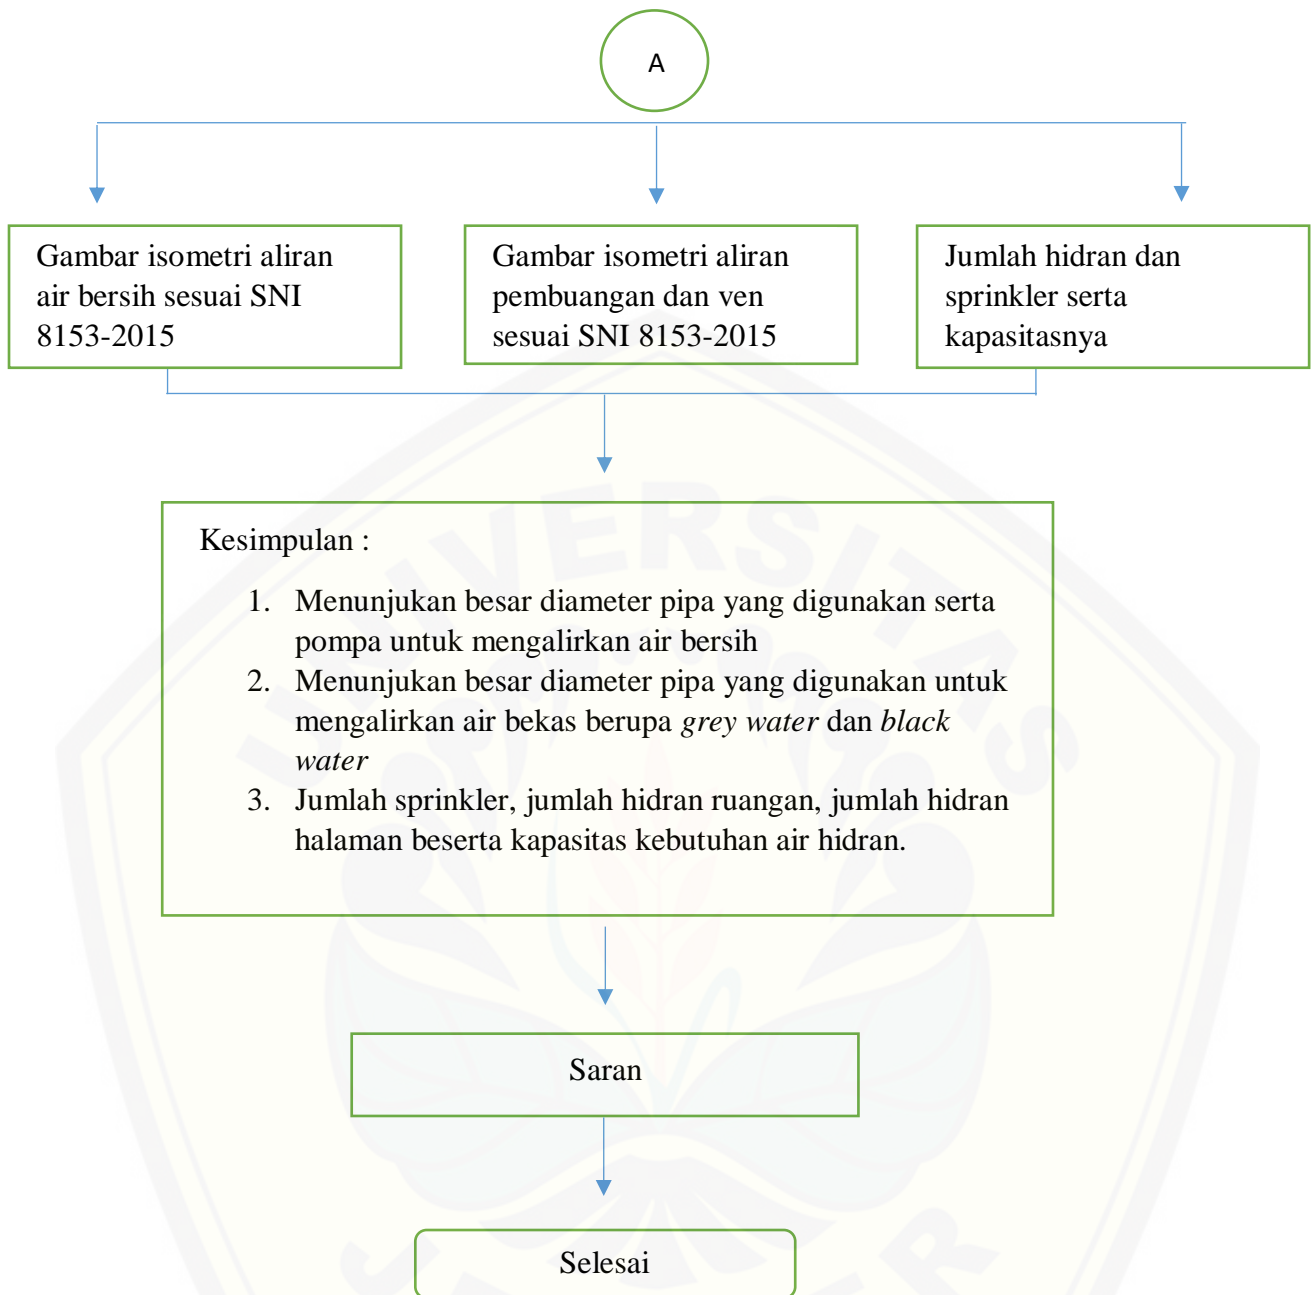 A
Gambar isometri aliran
air bersih sesuai SNI
8153-2015
Gambar isometri aliran
pembuangan dan ven
sesuai SNI 8153-2015
Jumlah hidran dan
sprinkler serta
kapasitasnya
Kesimpulan :
1. Menunjukan besar diameter pipa yang digunakan serta
pompa untuk mengalirkan air bersih
2. Menunjukan besar diameter pipa yang digunakan untuk
mengalirkan air bekas berupa grey water dan black
water
3. Jumlah sprinkler, jumlah hidran ruangan, jumlah hidran
halaman beserta kapasitas kebutuhan air hidran.
Saran
Selesai
UNIVERSITAS